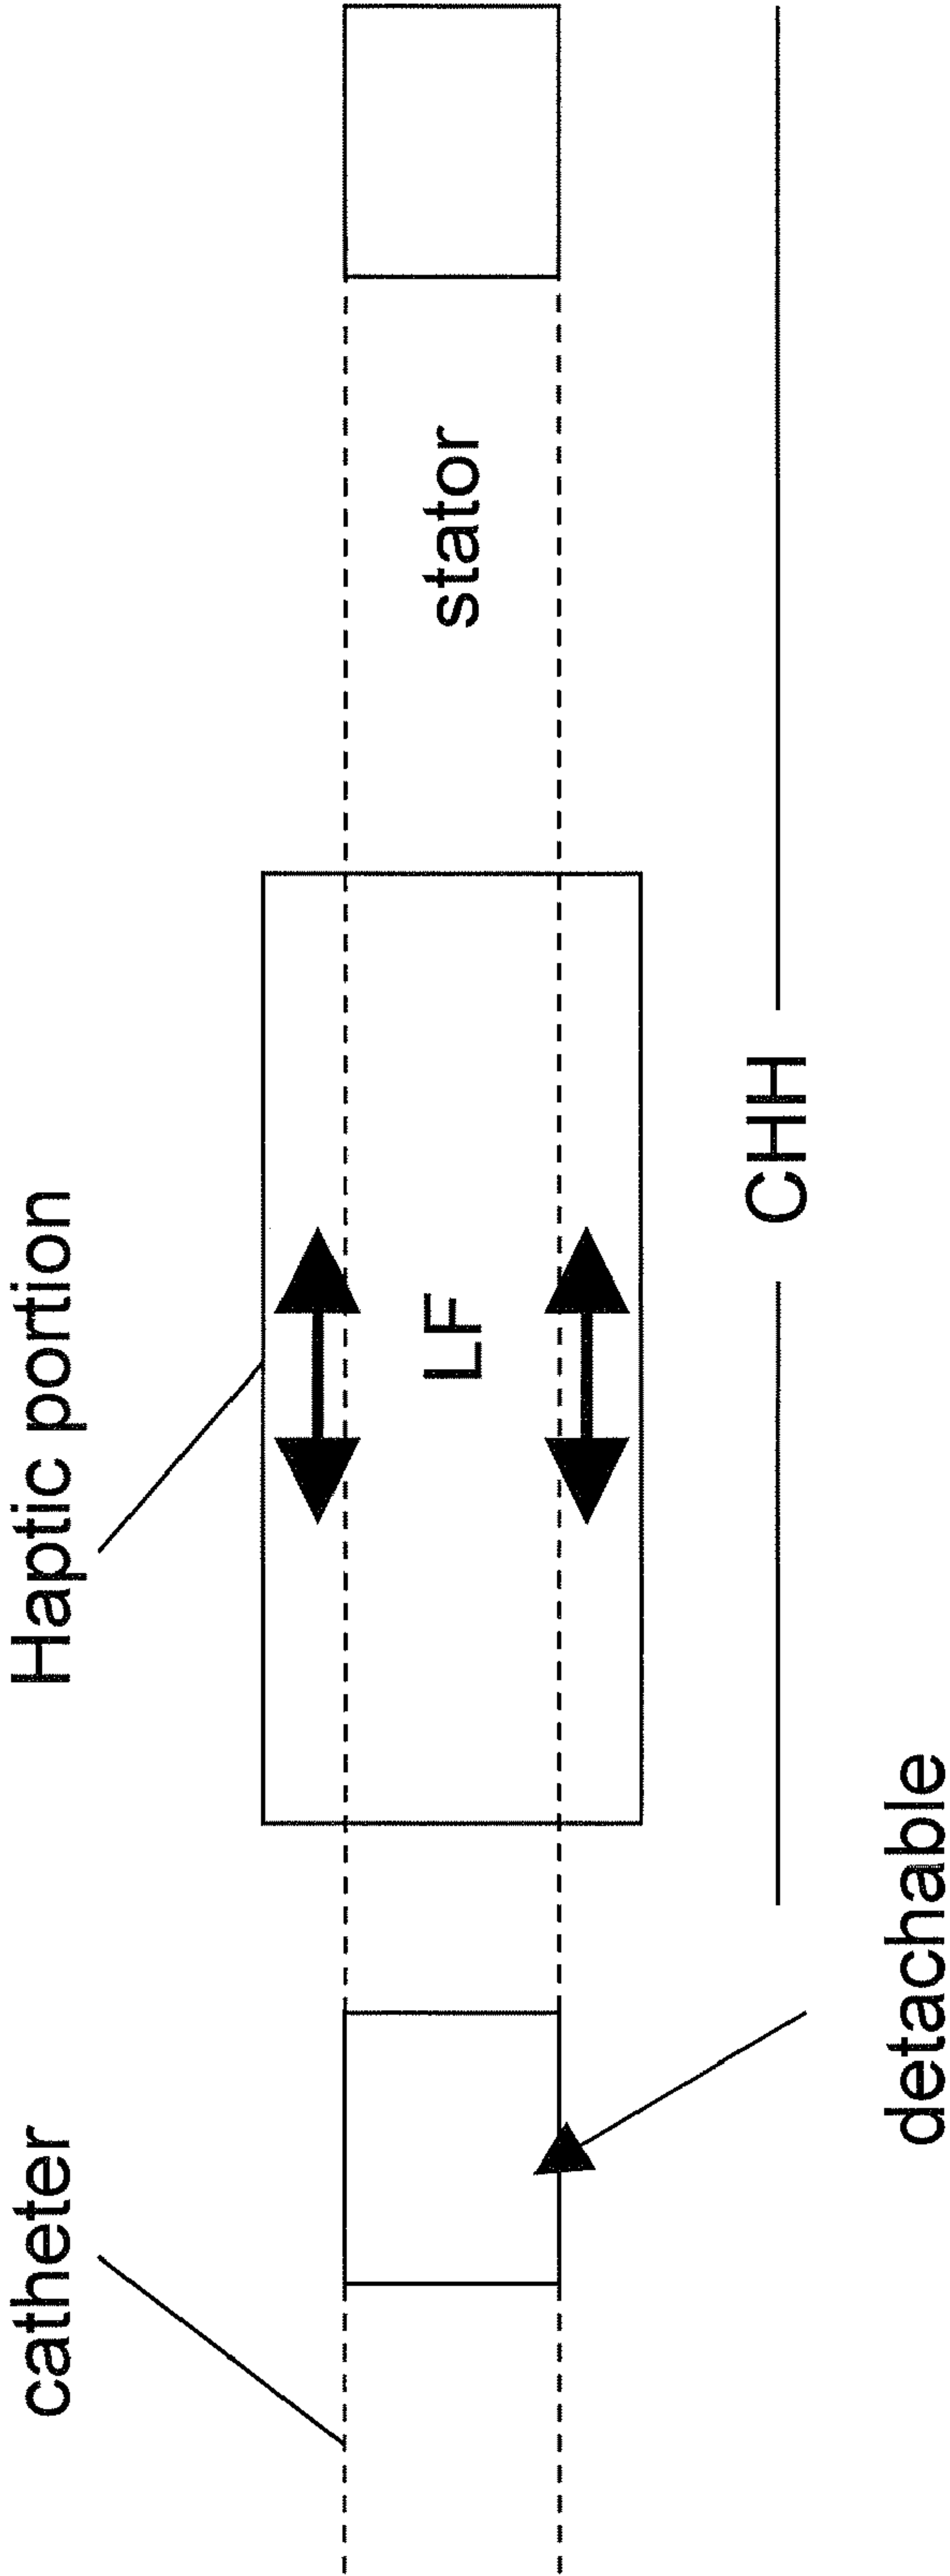 catheter
Haptic portion
LF
stator
CHH
detachable